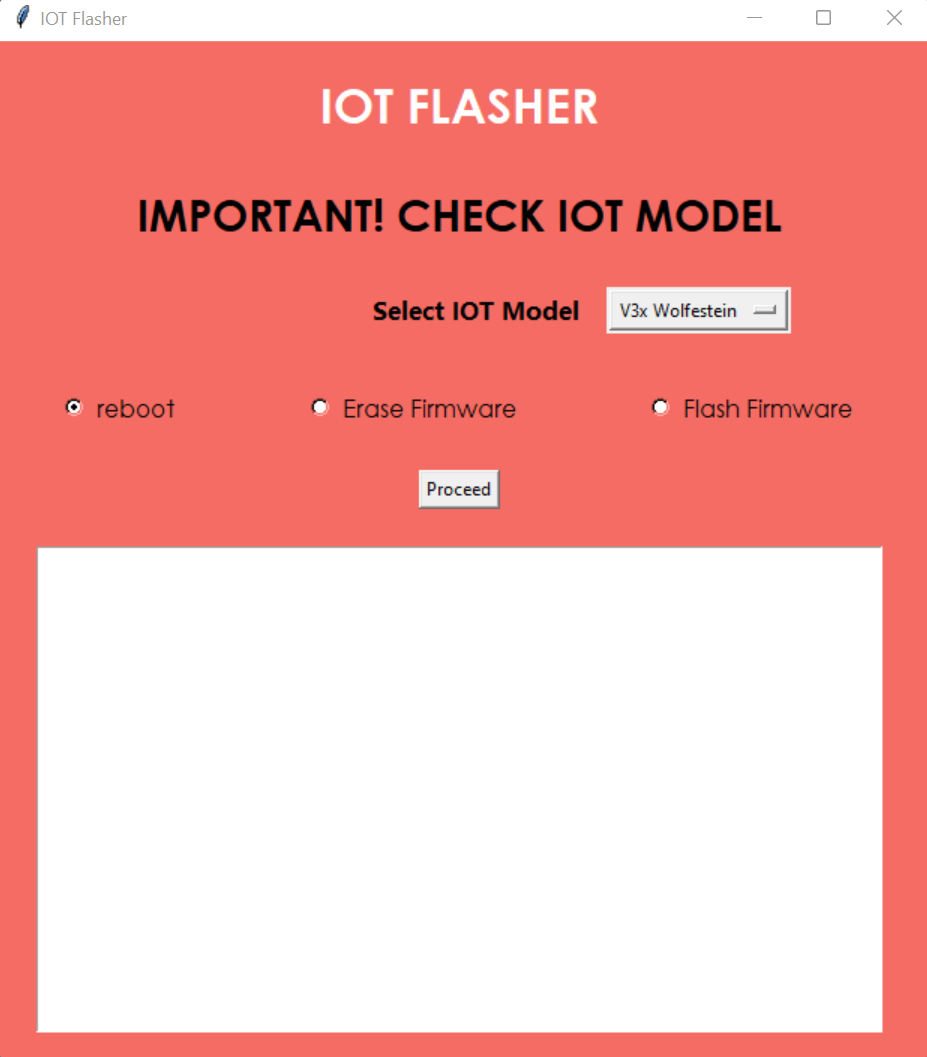 IOT Flasher
IOT FLASHER
IMPORTANT! CHECK IOT MODEL
Select IOT Model V3x Wolfestein
reboot Erase Firmware Flash Firmware
Proceed